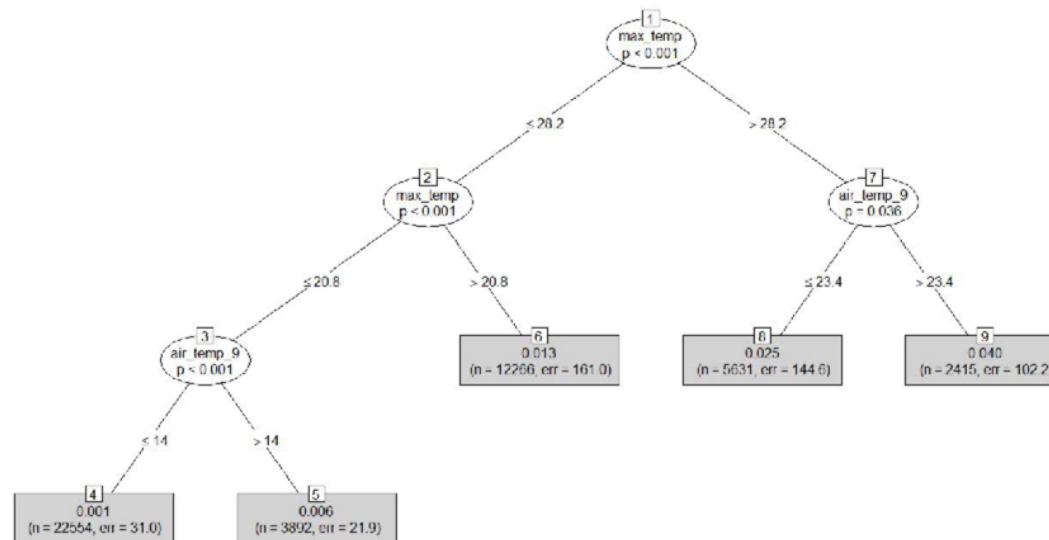 1
max_temp
p < 0.001
≤ 28.2
> 28.2
2
max_temp
p < 0.001
7
air_temp_9
p = 0.036
≤ 20.8
> 20.8
≤ 23.4
> 23.4
3
air_temp_9
p < 0.001
6
0.013
(n = 12266, err = 161.0)
8
0.025
(n = 5631, err = 144.6)
9
0.040
(n = 2415, err = 102.2
≤ 14
> 14
4
0.001
(n = 22554, err = 31.0)
5
0.006
(n = 3892, err = 21.9)